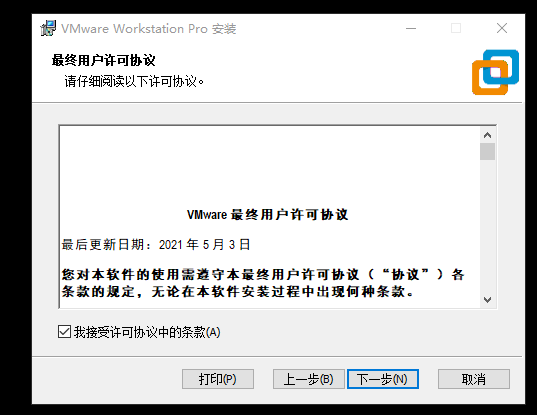 VMware Workstation Pro 安装
最终用户许可协议
请仔细阅读以下许可协议。
VMware 最终用户许可协议
最后更新日期：2021 年 5 月 3 日
您对本软件的使用需遵守本最终用户许可协议（“协议”）各
条款的规定，无论在本软件安装过程中出现何种条款。
我接受许可协议中的条款(A)
打印(P)
上一步(B)
下一步(N)
取消